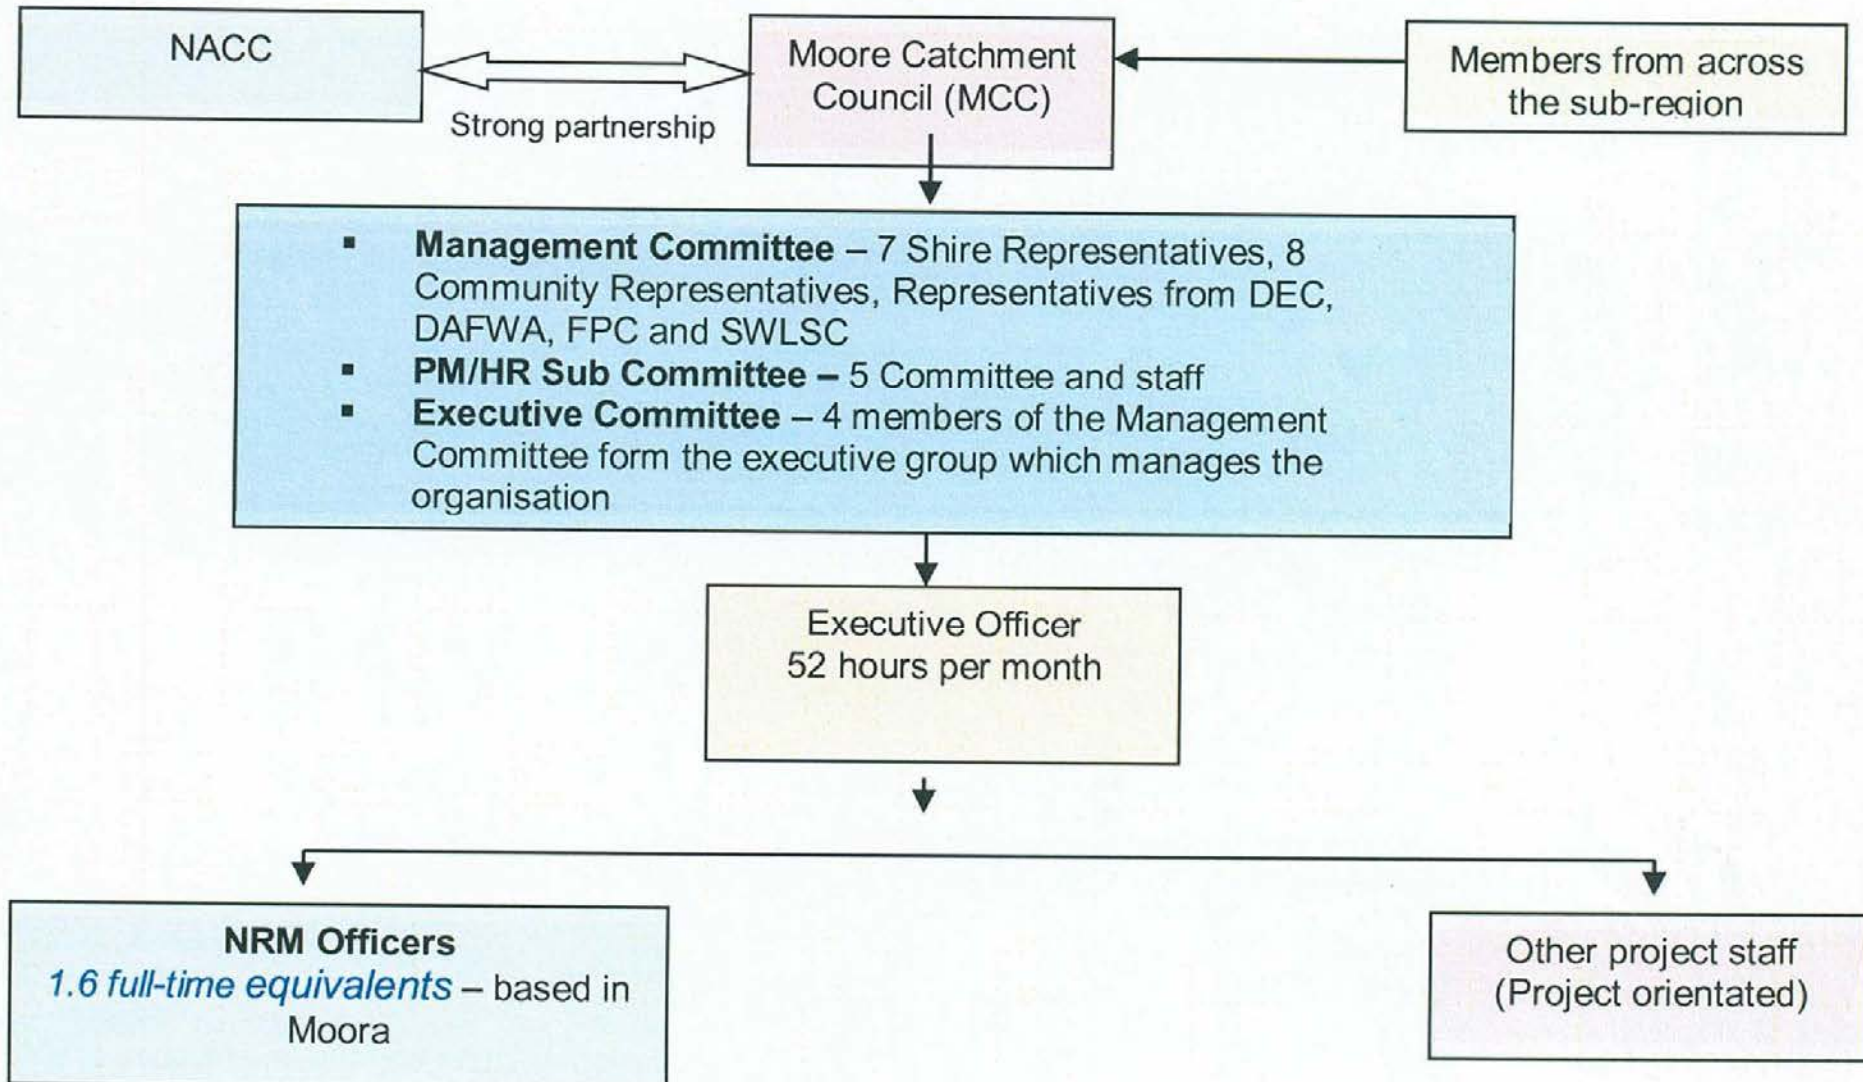 NACC
Strong partnership
Moore Catchment
Council (MCC)
Members from across
the sub-region
▪ Management Committee – 7 Shire Representatives, 8
Community Representatives, Representatives from DEC,
DAFWA, FPC and SWLSC
▪ PM/HR Sub Committee – 5 Committee and staff
▪ Executive Committee – 4 members of the Management
Committee form the executive group which manages the
organisation
Executive Officer
52 hours per month
NRM Officers
1.6 full-time equivalents – based in
Moora
Other project staff
(Project orientated)